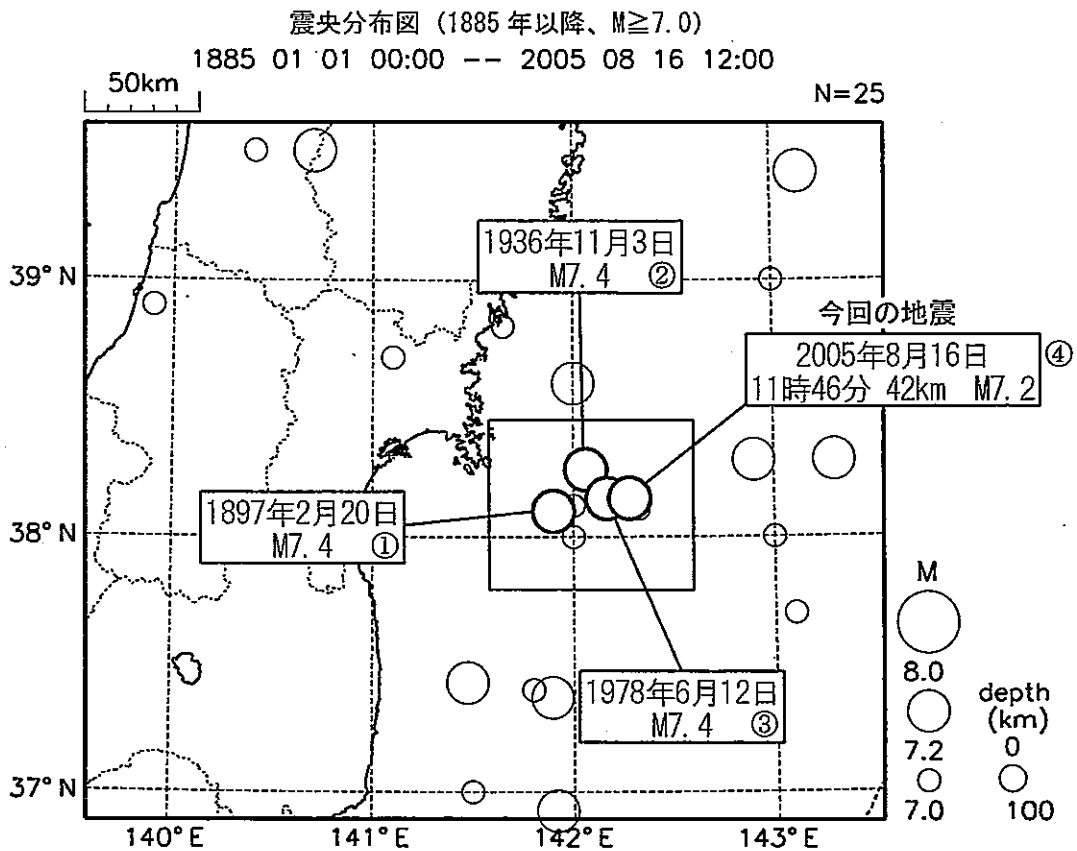 震央分布図 (1885年以降、M≧7.0)
1885 01 01 00:00 -- 2005 08 16 12:00
50km
N=25
1936年11月3日
M7.4 ②
39°N
今回の地震
2005年8月16日 ④
11時46分 42km M7.2
1897年2月20日
M7.4 ①
38°N
1978年6月12日
M7.4 ③
M
8.0
7.2
7.0
depth
(km)
0
100
37°N
140°E 141°E 142°E 143°E